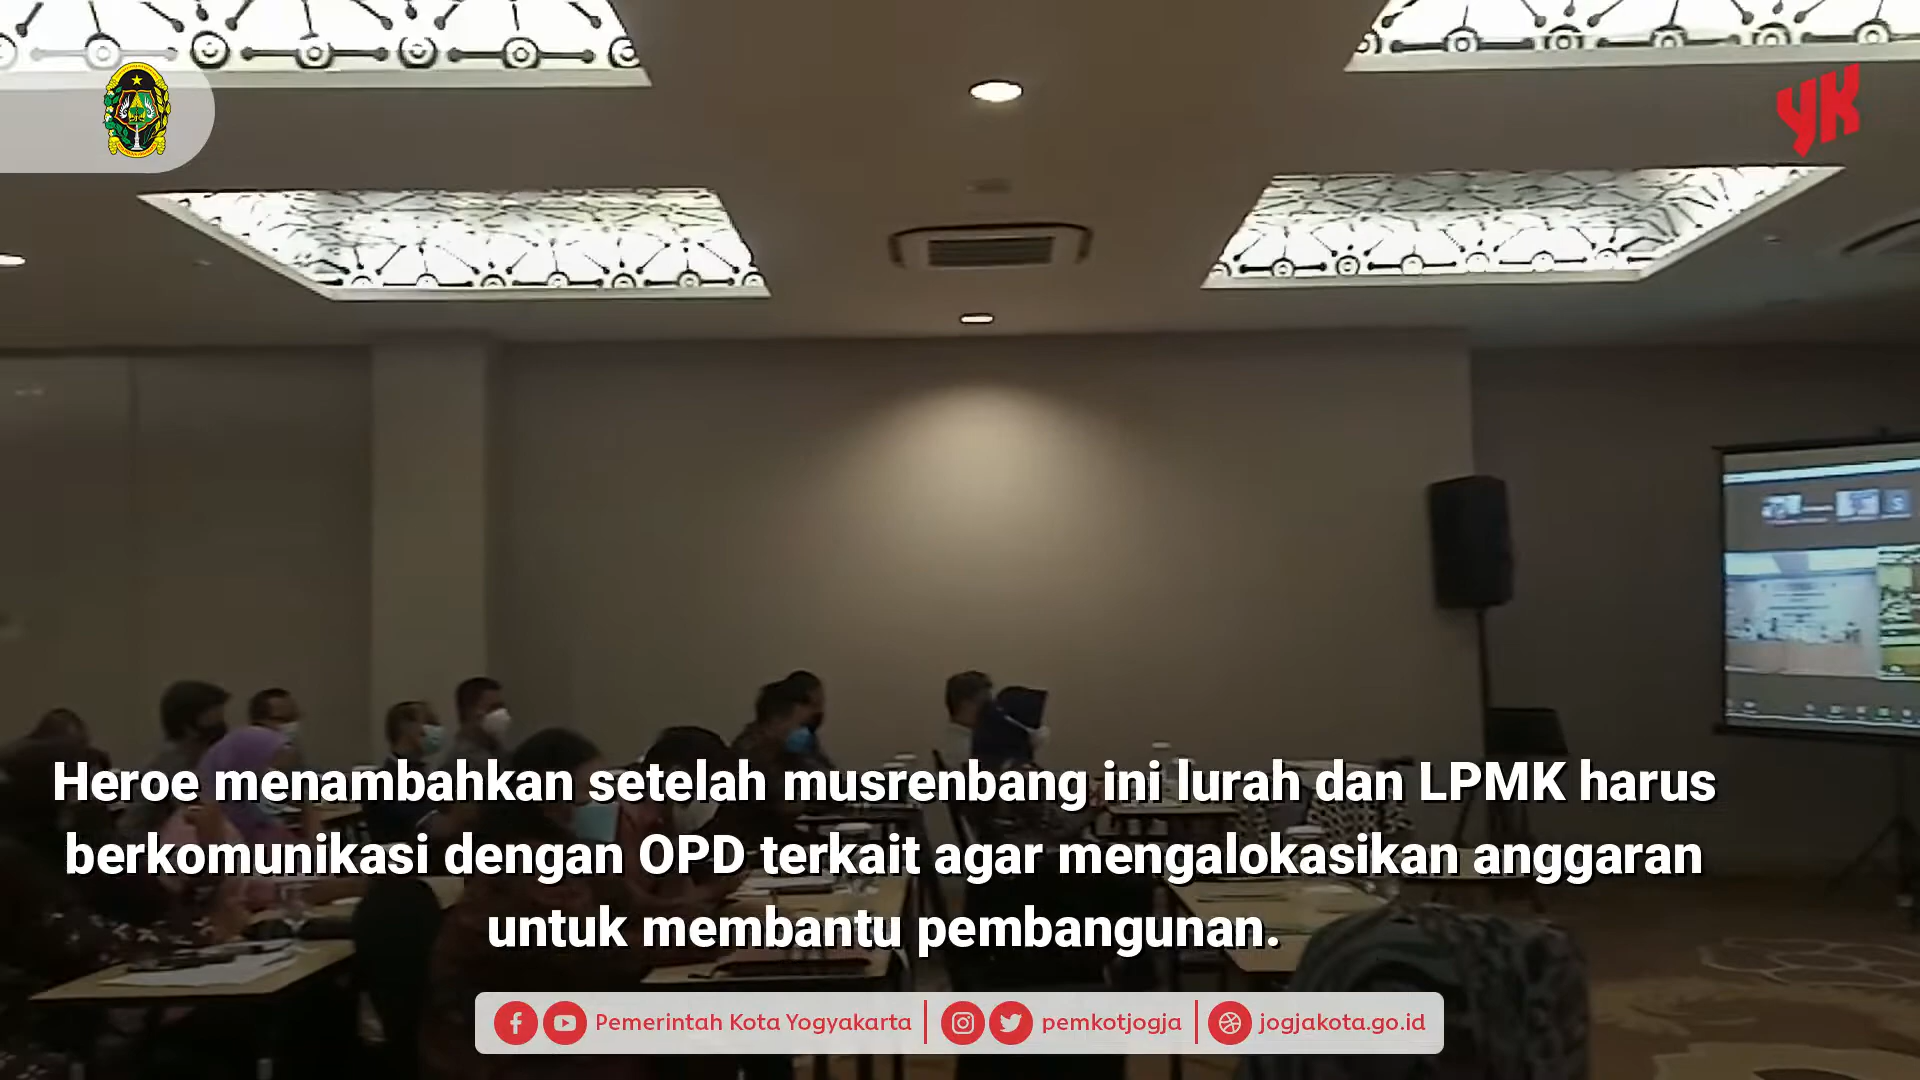 YK
Heroe menambahkan setelah musrenbang ini lurah dan LPMK harus
berkomunikasi dengan OPD terkait agar mengalokasikan anggaran
untuk membantu pembangunan.
Pemerintah Kota Yogyakarta
pemkotjogja
jogjakota.go.id